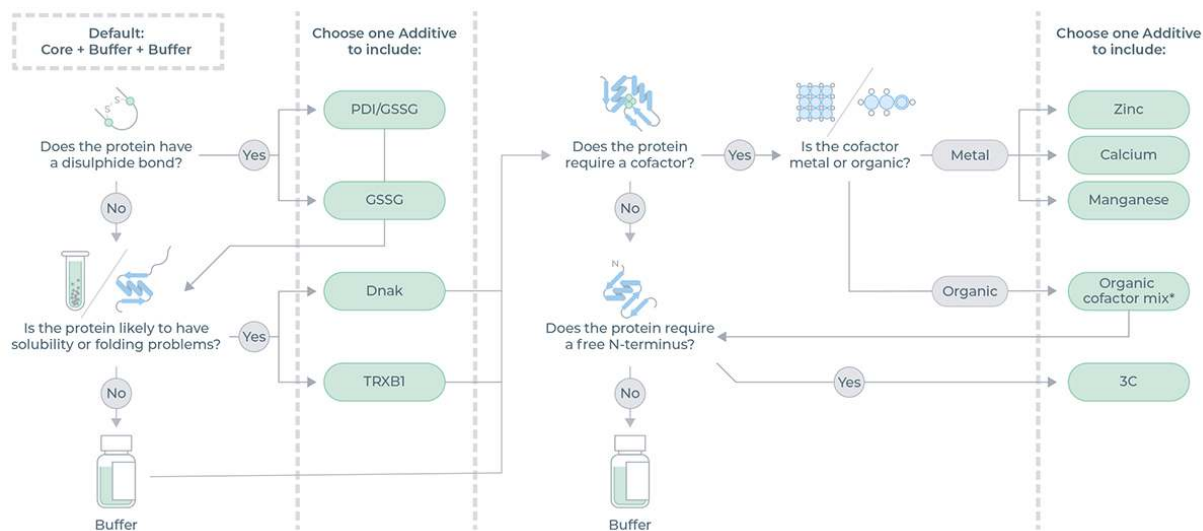 Default:
Core + Buffer + Buffer
S
S
Does the protein have
a disulphide bond?
Yes
No
Is the protein likely to have
solubility or folding problems?
Yes
No
Buffer
Choose one Additive
to include:
PDI/GSSG
GSSG
Dnak
TRXB1
Does the protein
require a cofactor?
Yes
No
Is the cofactor
metal or organic?
Metal
Organic
N
Does the protein require
a free N-terminus?
Yes
No
Buffer
Choose one Additive
to include:
Zinc
Calcium
Manganese
Organic
cofactor mix*
3C